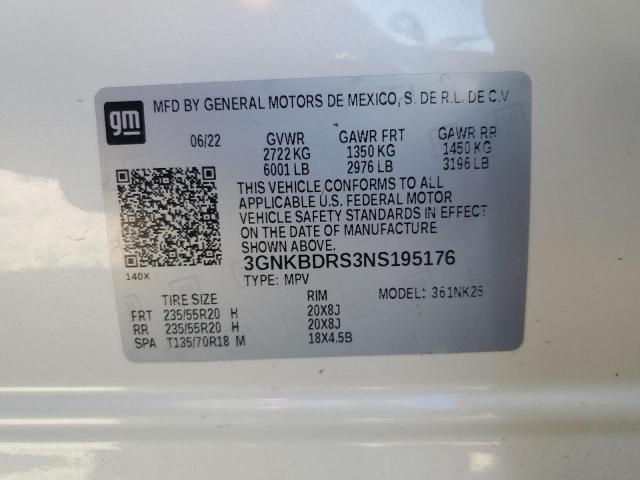 gm MFD BY GENERAL MOTORS DE MEXICO, S. DE R.L. DE C.V
06/22 GVWR GAWR FRT GAWR RR
2722 KG 1350 KG 1450 KG
6001 LB 2976 LB 3196 LB
THIS VEHICLE CONFORMS TO ALL
APPLICABLE U.S. FEDERAL MOTOR
VEHICLE SAFETY STANDARDS IN EFFECT
ON THE DATE OF MANUFACTURE
SHOWN ABOVE.
3GNKBDRS3NS195176
140X TYPE: MPV MODEL: 361NK26
TIRE SIZE RIM
FRT 235/55R20 H 20X8J
RR 235/55R20 H 20X8J
SPA T135/70R18 M 18X4.5B